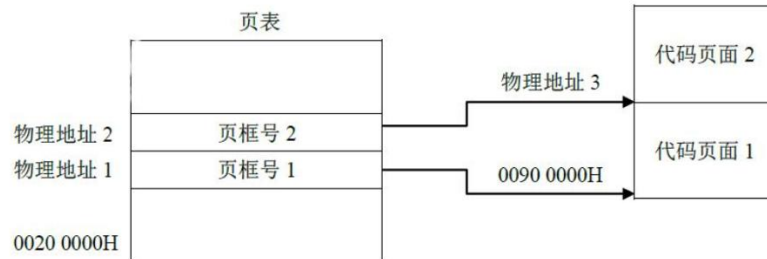 页表
代码页面 2
物理地址 3
物理地址 2
页框号 2
代码页面 1
物理地址 1
页框号 1
0090 0000H
0020 0000H